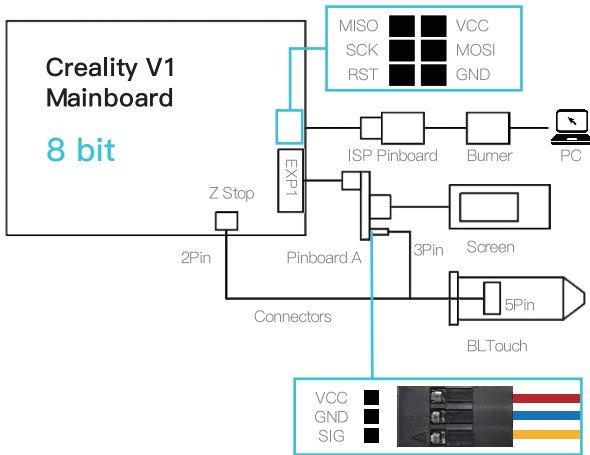 MISO VCC
SCK MOSI
RST GND
Creality V1
Mainboard
8 bit
ISP Pinboard Burner PC
EXP1
Z Stop
2Pin Pinboard A 3Pin Screen
Connectors
5Pin
BLTouch
VCC
GND
SIG